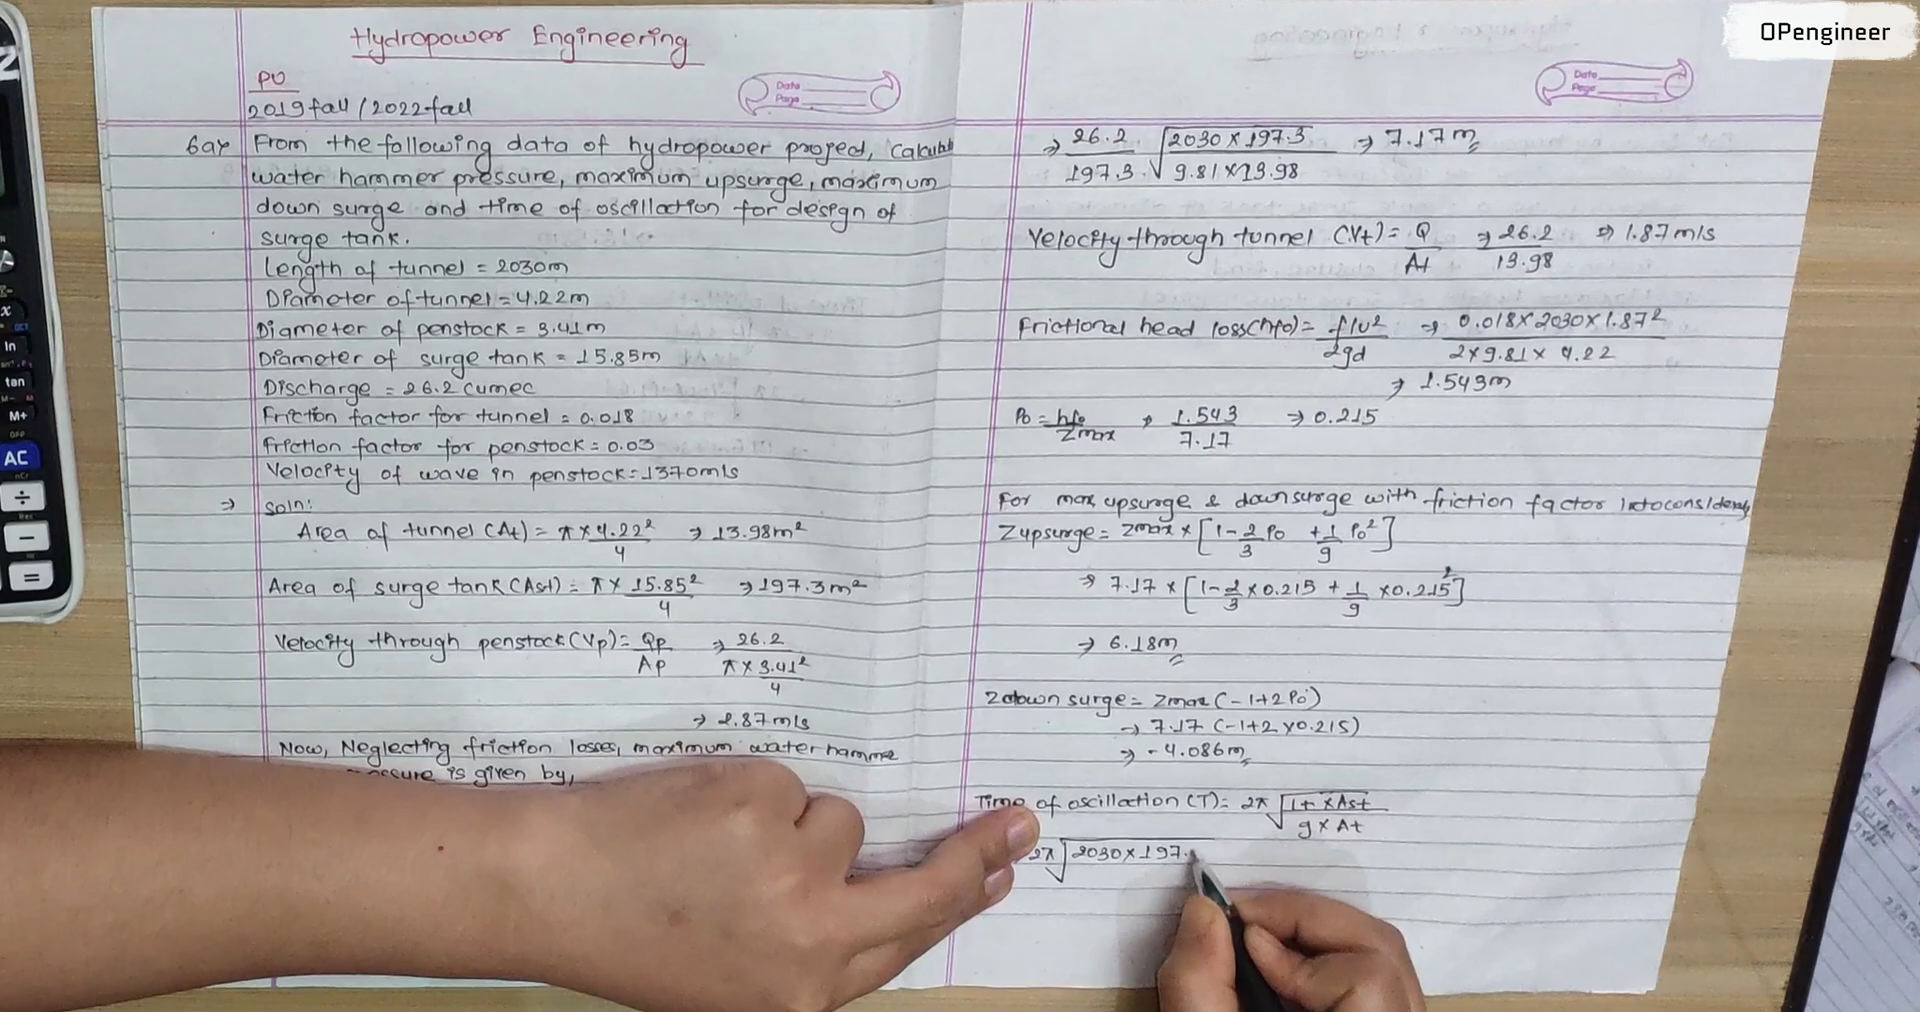 OPengineer
Hydropower Engineering
PU
2019 fall / 2022 fall
Date
Page
6a> From the following data of hydropower project, Calculate
water hammer pressure, maximum upsurge, maximum
down surge and time of oscillation for design of
surge tank.
Length of tunnel = 2030m
Diameter of tunnel = 4.22m
Diameter of penstock = 3.41m
Diameter of surge tank = 15.85m
Discharge = 26.2 cumec
Friction factor for tunnel = 0.018
friction factor for penstock = 0.03
Velocity of wave in penstock = 1370m/s
⇒ Soln:
Area of tunnel (At) = π × 4.22²/4 ⇒ 13.98m²
Area of surge tank (Ast) = π × 15.85²/4 ⇒ 197.3m²
Velocity through penstock (Vp) = Qp/Ap ⇒ 26.2/(π × 3.41²/4)
⇒ 2.87m/s
Now, Neglecting friction losses, maximum water hammer
is given by,
Date
Page
⇒ 26.2/197.3 √(2030 × 197.3/9.81 × 13.98) ⇒ 7.17m
Velocity through tunnel (Vt) = Q/At ⇒ 26.2/13.98 ⇒ 1.87m/s
Frictional head loss (hfo) = flv²/2gd ⇒ 0.018 × 2030 × 1.87²/2 × 9.81 × 4.22
⇒ 1.543m
Po = hfo/Zmax ⇒ 1.543/7.17 ⇒ 0.215
For max upsurge & down surge with friction factor
Zupsurge = Zmax × [1 - 2/3 Po + 1/9 Po²]
⇒ 7.17 × [1 - 2/3 × 0.215 + 1/9 × 0.215²]
⇒ 6.18m
Zdown surge = Zmax (-1+2Po)
⇒ 7.17 (-1+2 × 0.215)
⇒ -4.086m
Time of oscillation (T) = 2π √(lt × Ast/g × At)
2π √(2030 × 197.
ln
tan
M+
AC
÷
−
=